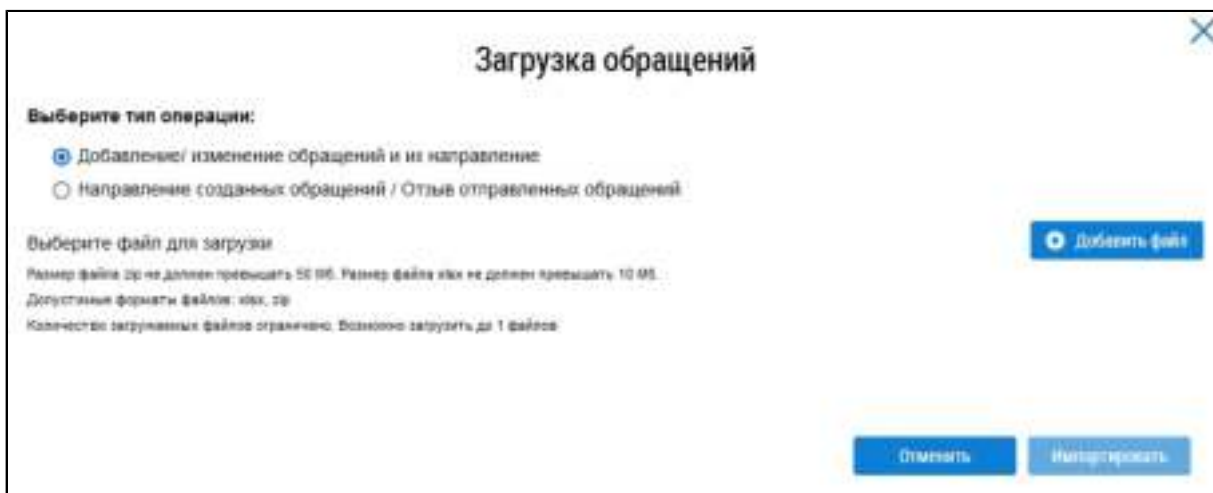 Загрузка обращений
Выберите тип операции:
Добавление/ изменение обращений и их направление
Направление созданных обращений / Отзыв отправленных обращений
Выберите файл для загрузки
Добавить файл
Размер файла zip не должен превышать 50 Мб. Размер файла xlsx не должен превышать 10 Мб.
Допустимые форматы файлов: xlsx, zip
Количество загружаемых файлов ограничено. Возможно загрузить до 1 файлов
Отменить
Импортировать